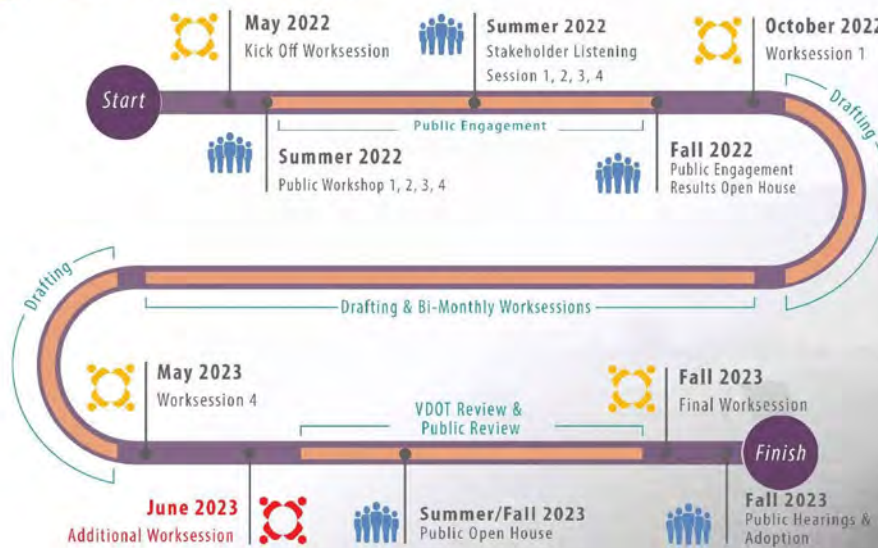 May 2022
Kick Off Worksession
Summer 2022
Stakeholder Listening
Session 1, 2, 3, 4
October 2022
Worksession 1
Start
Public Engagement
Drafting
Summer 2022
Public Workshop 1, 2, 3, 4
Fall 2022
Public Engagement
Results Open House
Drafting
Drafting & Bi-Monthly Worksessions
May 2023
Worksession 4
VDOT Review &
Public Review
Fall 2023
Final Worksession
Finish
June 2023
Additional Worksession
Summer/Fall 2023
Public Open House
Fall 2023
Public Hearings &
Adoption